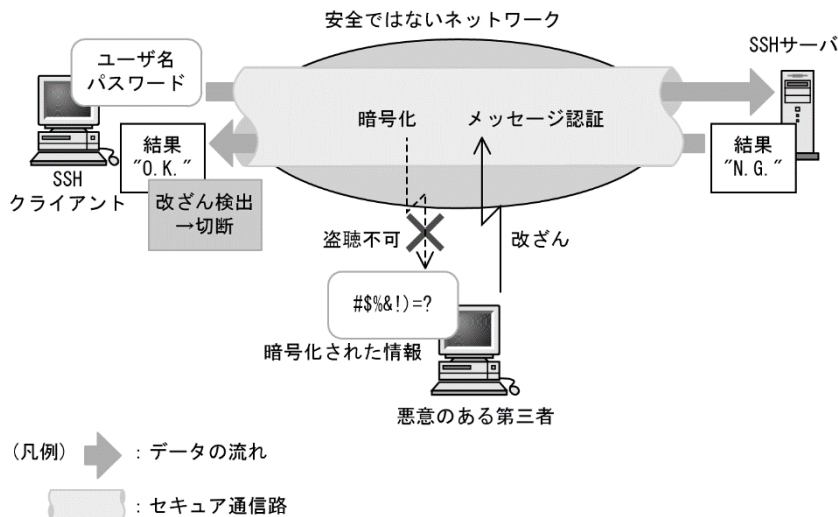 安全ではないネットワーク
SSHサーバ
ユーザ名
パスワード
暗号化
メッセージ認証
結果
"O.K."
結果
"N.G."
SSH
クライアント
改ざん検出
→切断
盗聴不可
改ざん
#$%&!)=?
暗号化された情報
悪意のある第三者
(凡例)
：データの流れ
：セキュア通信路